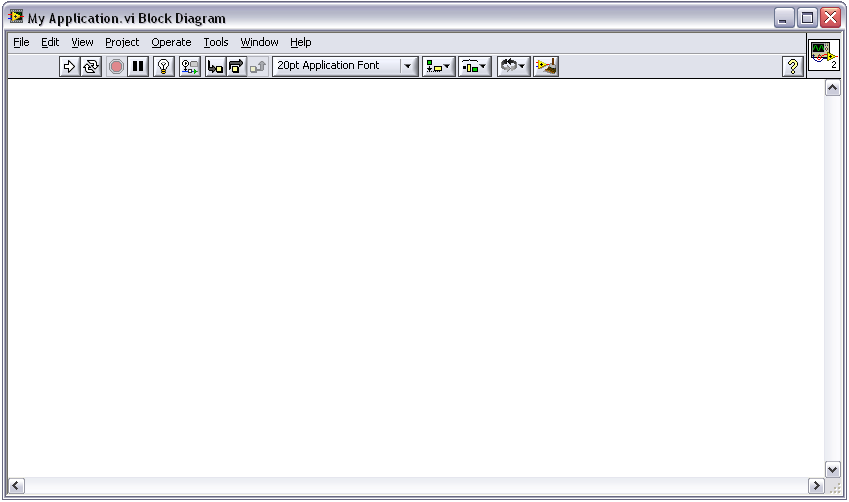 My Application.vi Block Diagram
File Edit View Project Operate Tools Window Help
20pt Application Font
?
2